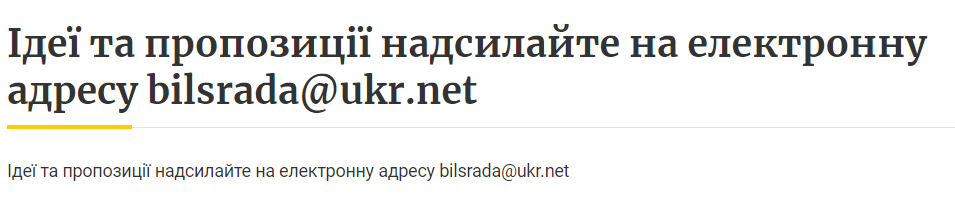 Ідеї та пропозиції надсилайте на електронну
адресу bilsrada@ukr.net
Ідеї та пропозиції надсилайте на електронну адресу bilsrada@ukr.net